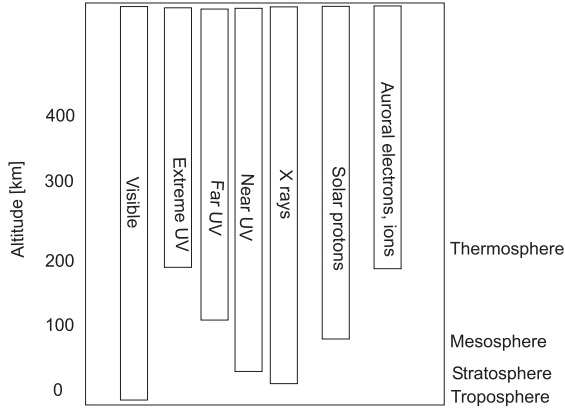 Altitude [km]
400
300
200
100
0
Visible
Extreme UV
Far UV
Near UV
X rays
Solar protons
Auroral electrons, ions
Thermosphere
Mesosphere
Stratosphere
Troposphere